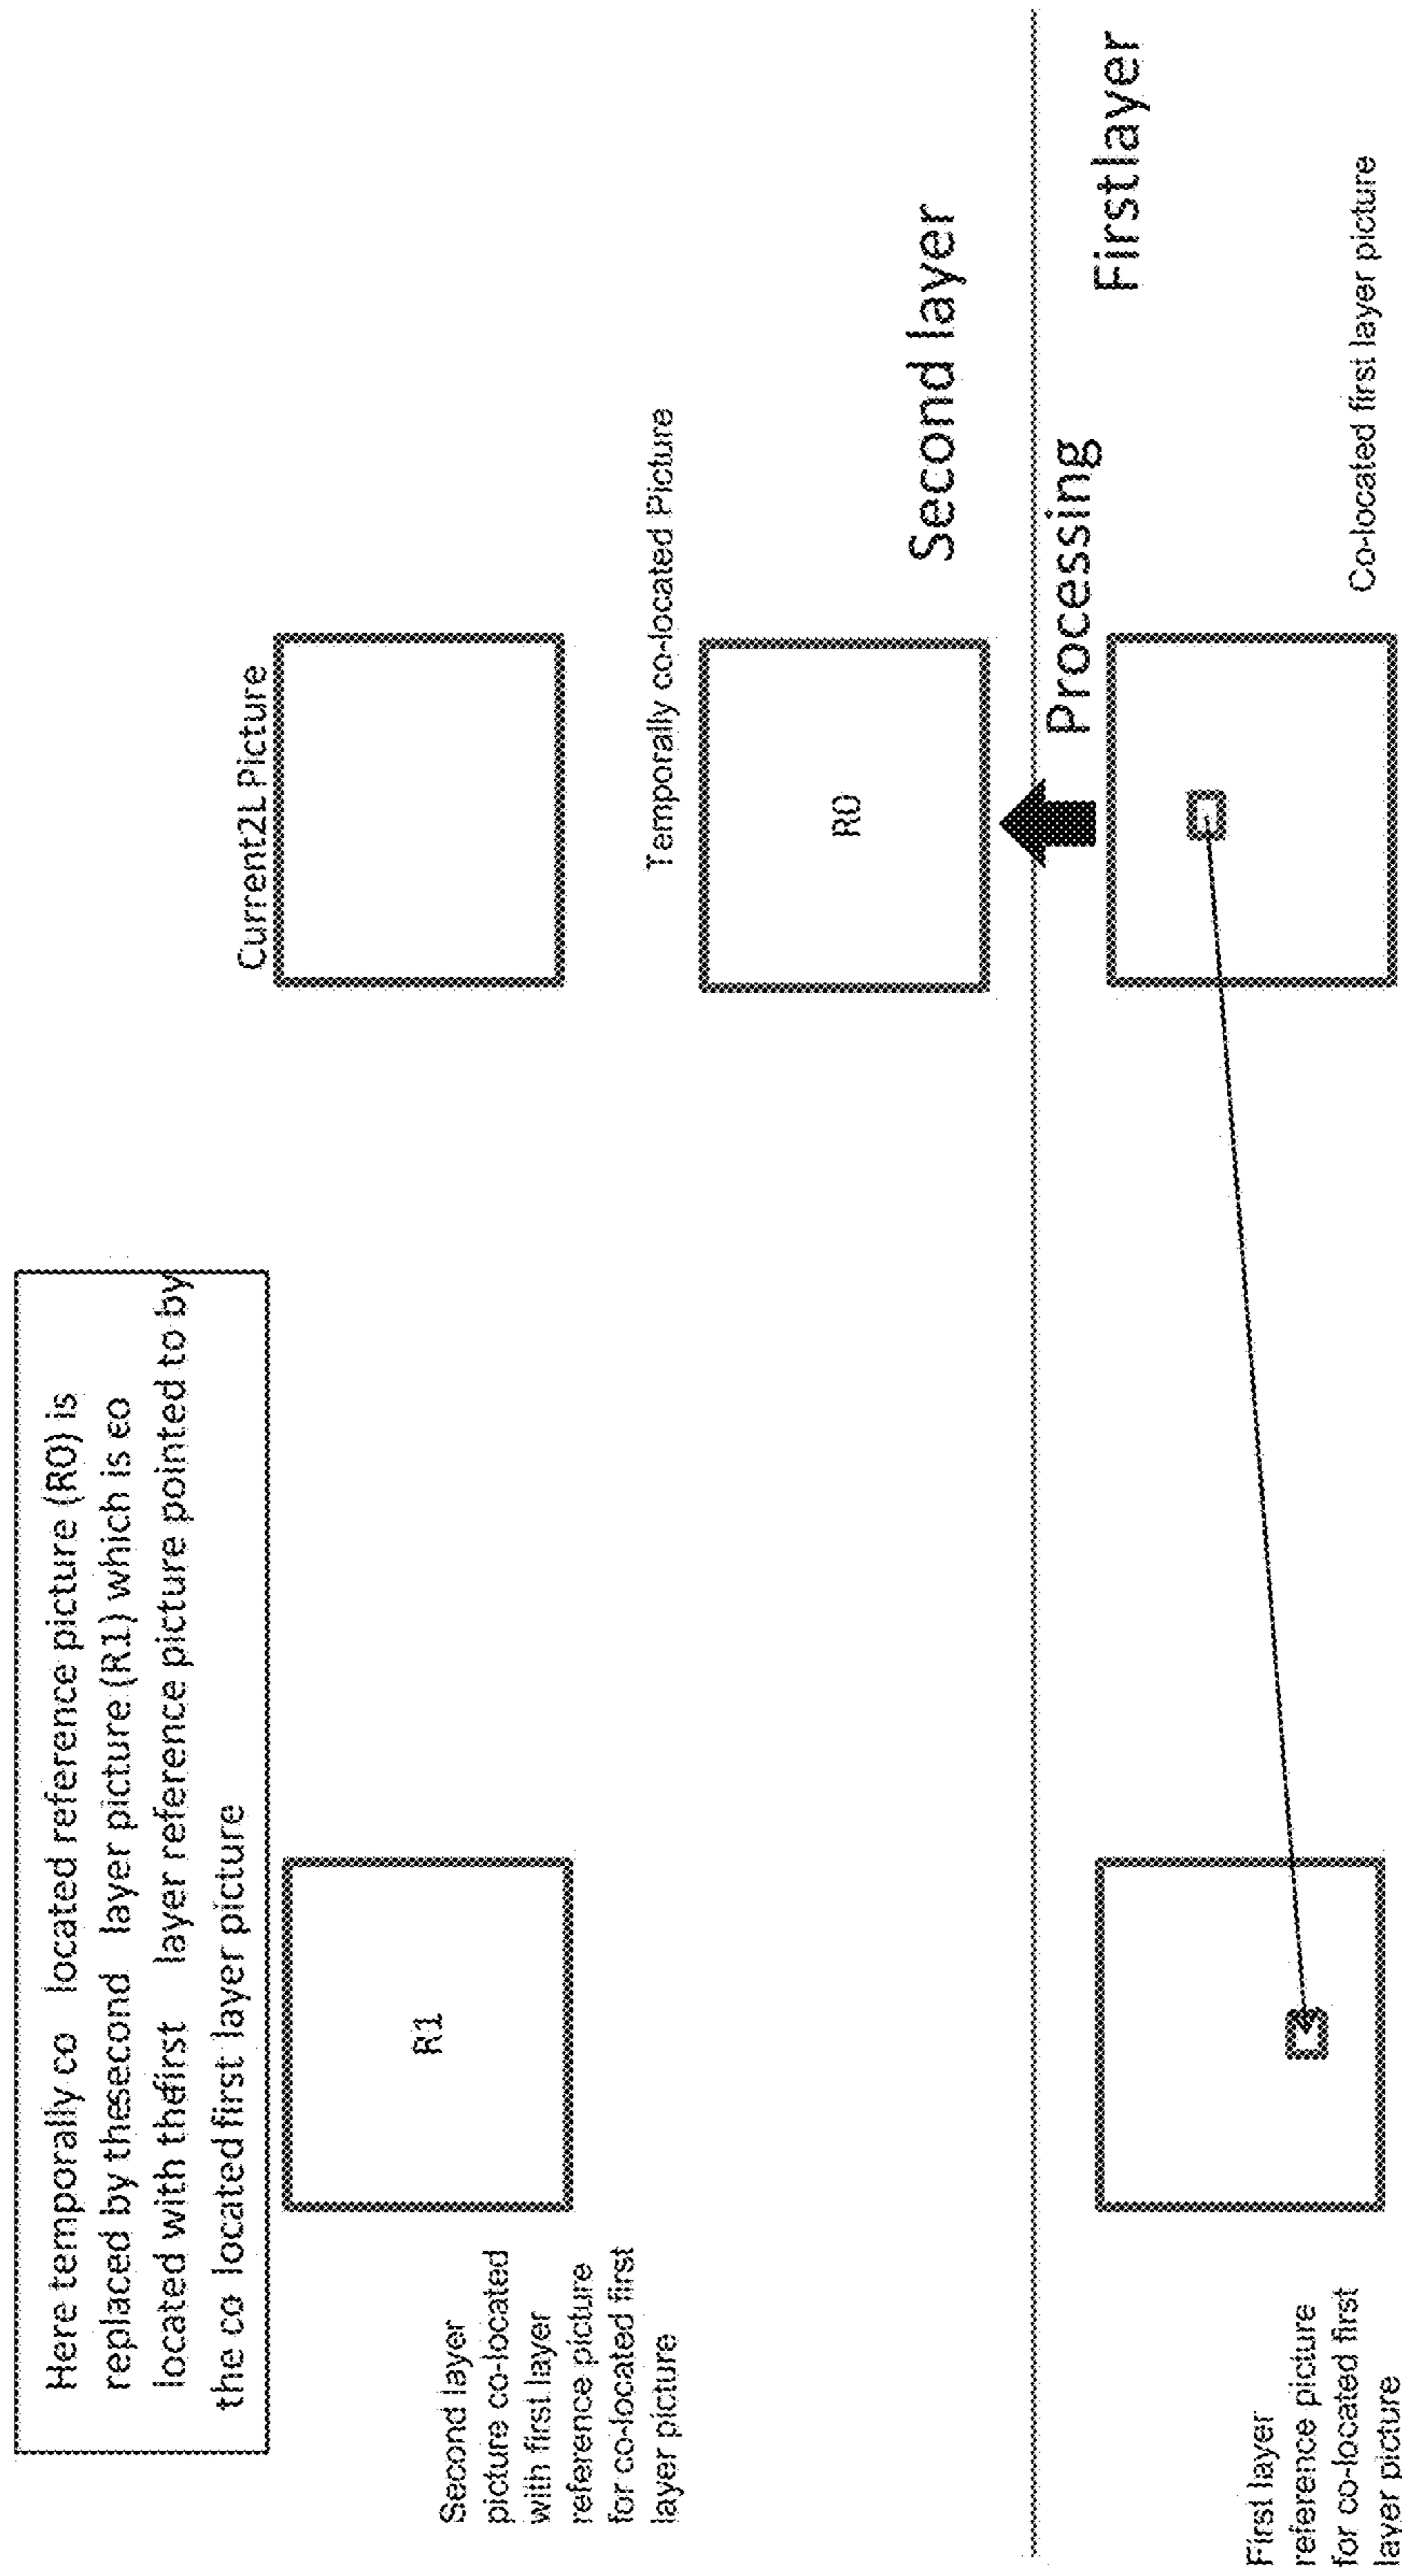 Here temporally co located reference picture (R0) is
replaced by thesecond layer picture (R1) which is co
located with thefirst layer reference picture pointed to by
the co located first layer picture
Current2L Picture
R1
Second layer
picture co-located
with first layer
reference picture
for co-located first
layer picture
Temporally co-located Picture
R0
Second layer
Processing
Firstlayer
First layer
reference picture
for co-located first
layer picture
Co-located first layer picture